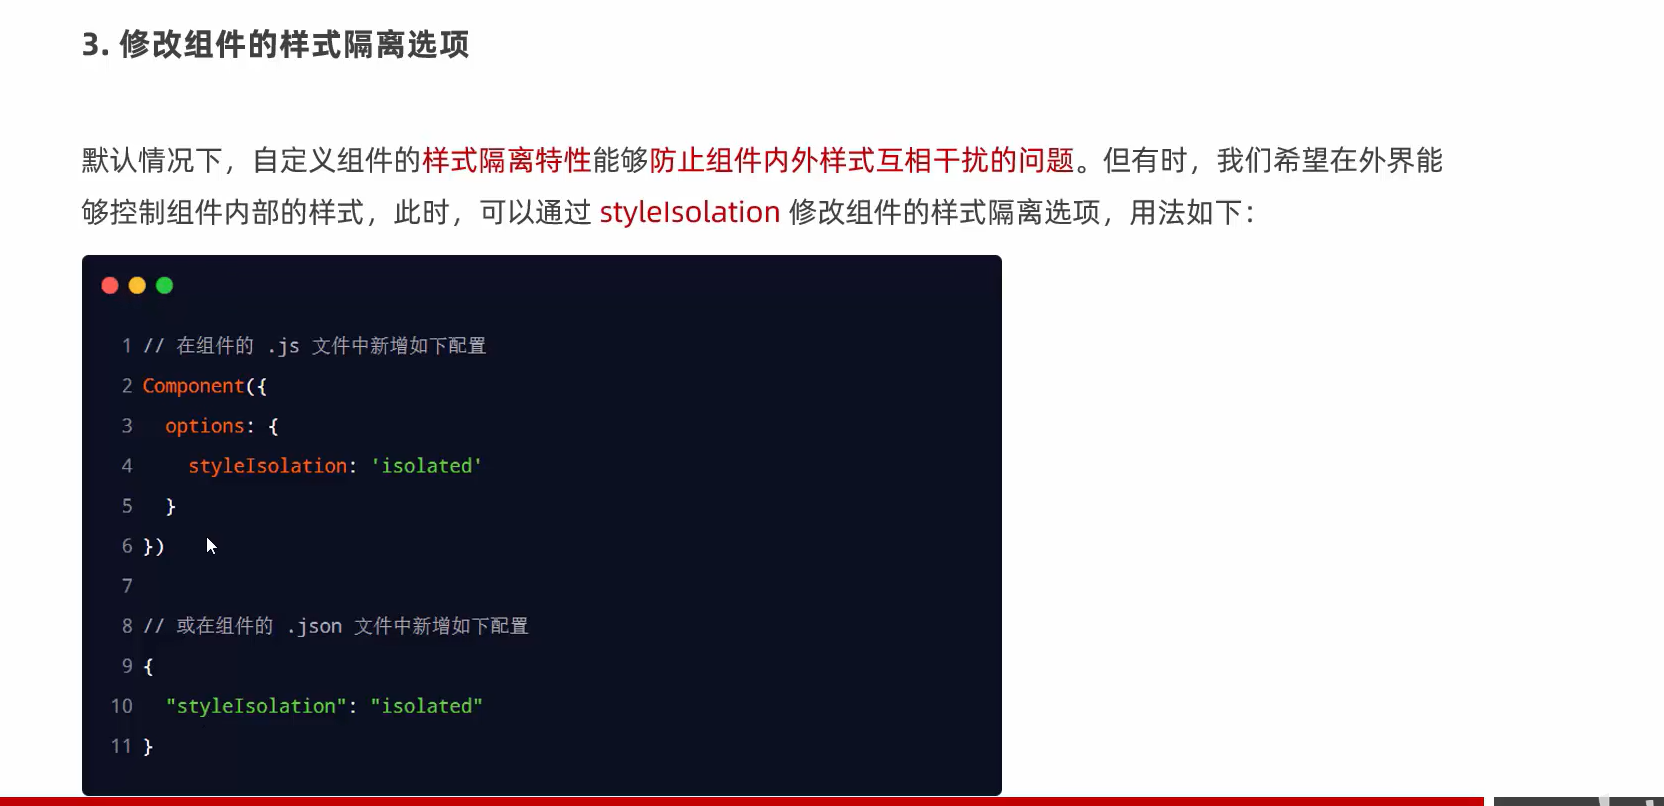 3. 修改组件的样式隔离选项
默认情况下，自定义组件的样式隔离特性能够防止组件内外样式互相干扰的问题。但有时，我们希望在外界能
够控制组件内部的样式，此时，可以通过 styleIsolation 修改组件的样式隔离选项，用法如下：
1 // 在组件的 .js 文件中新增如下配置
2 Component({
3   options: {
4     styleIsolation: 'isolated'
5   }
6 })
7
8 // 或在组件的 .json 文件中新增如下配置
9 {
10   "styleIsolation": "isolated"
11 }